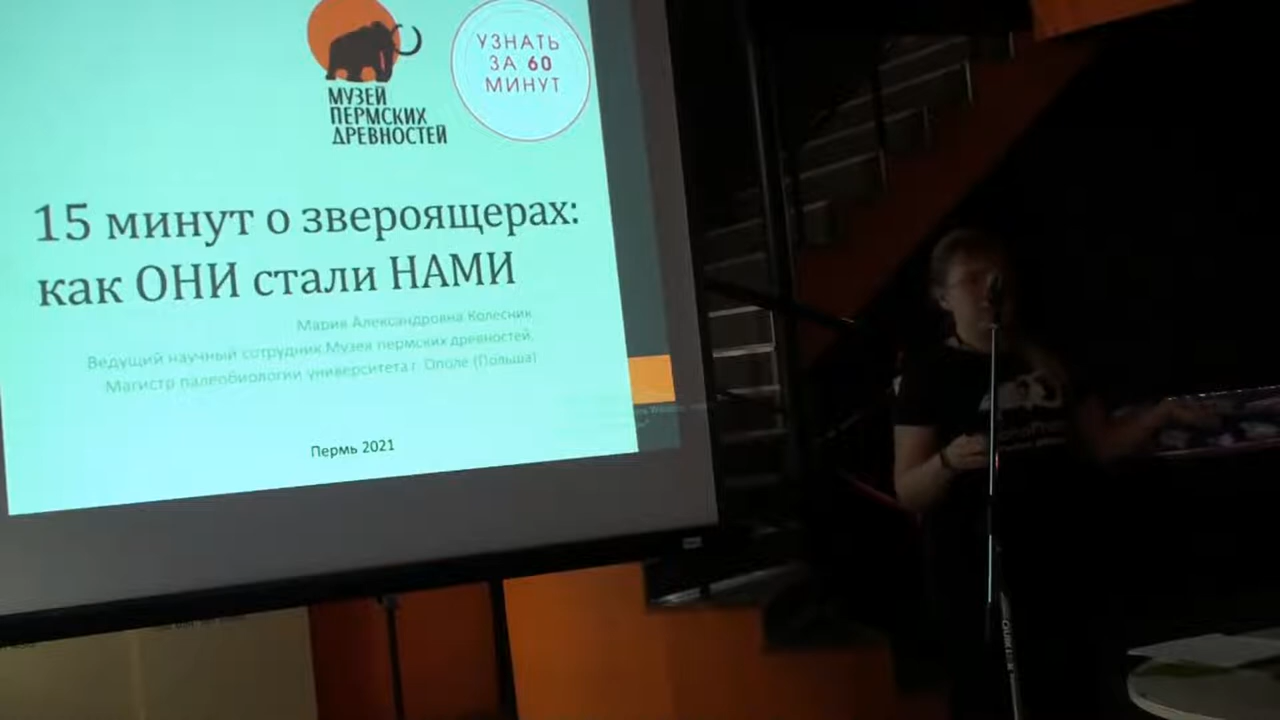 МУЗЕЙ
ПЕРМСКИХ
ДРЕВНОСТЕЙ
УЗНАТЬ
ЗА 60
МИНУТ
15 минут о звероящерах:
как ОНИ стали НАМИ
Мария Александровна Колесник
Ведущий научный сотрудник Музея пермских древностей.
Магистр палеобиологии университета г. Ополе (Польша)
Пермь 2021